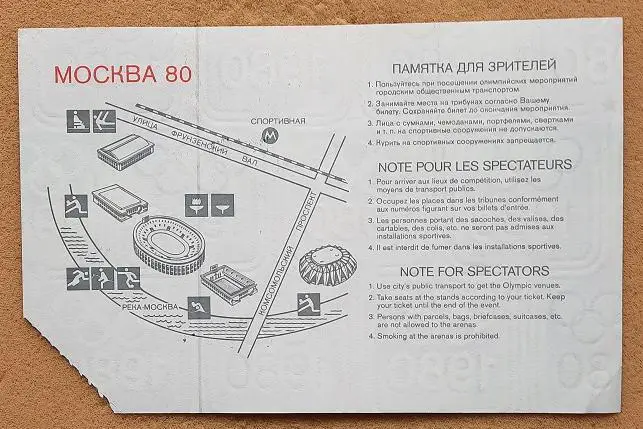 МОСКВА 80
СПОРТИВНАЯ
М
УЛИЦА ФРУНЗЕНСКИЙ ВАЛ
КОМСОМОЛЬСКИЙ ПРОСПЕКТ
РЕКА-МОСКВА
ПАМЯТКА ДЛЯ ЗРИТЕЛЕЙ
1. Пользуйтесь при посещении олимпийских мероприятий
городским общественным транспортом.
2. Занимайте места на трибунах согласно Вашему
билету. Сохраняйте билет до окончания мероприятия.
3. Лица с сумками, чемоданами, портфелями, свертками
и т. п. на спортивные сооружения не допускаются.
4. Курить на спортивных сооружениях запрещается.
NOTE POUR LES SPECTATEURS
1. Pour arriver aux lieux de compétition, utilisez les
moyens de transport publics.
2. Occupez les places dans les tribunes conformément
aux numéros figurant sur vos billets d'entrée.
3. Les personnes portant des sacoches, des valises, des
cartables, des colis, etc. ne seront pas admises aux
installations sportives.
4. Il est interdit de fumer dans les installations sportives.
NOTE FOR SPECTATORS
1. Use city's public transport to get the Olympic venues.
2. Take seats at the stands according to your ticket. Keep
your ticket until the end of the event.
3. Persons with parcels, bags, briefcases, suitcases, etc.
are not allowed to the arenas.
4. Smoking at the arenas is prohibited.